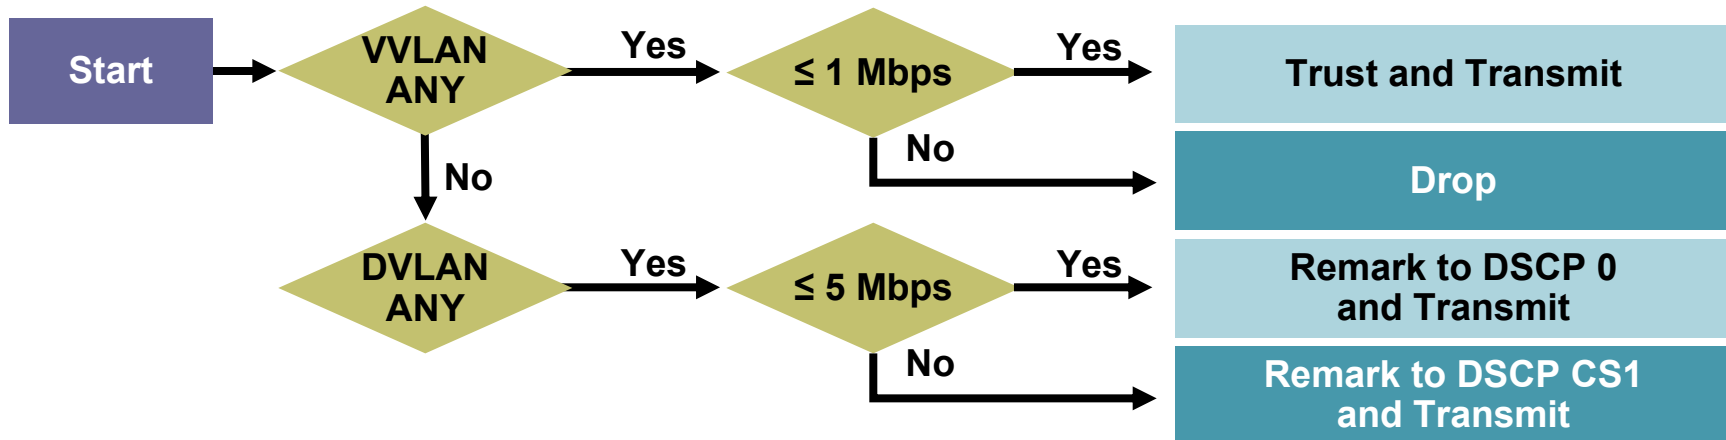 Start
VVLAN
ANY
Yes
≤ 1 Mbps
Yes
Trust and Transmit
No
Drop
No
DVLAN
ANY
Yes
≤ 5 Mbps
Yes
Remark to DSCP 0
and Transmit
No
Remark to DSCP CS1
and Transmit